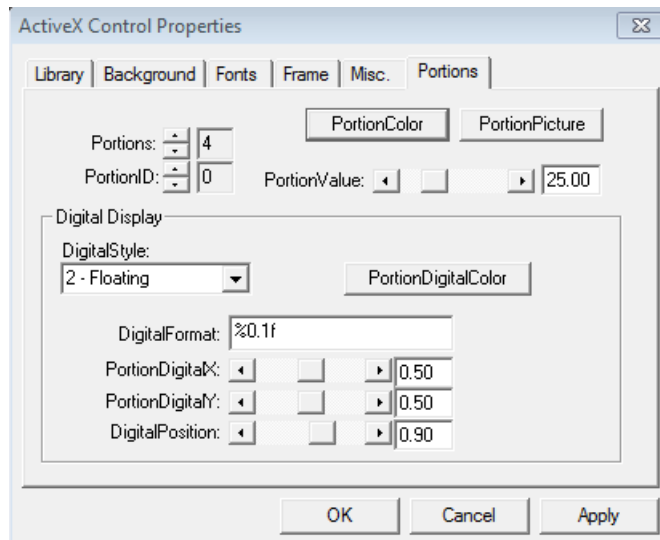 ActiveX Control Properties
Library Background Fonts Frame Misc. Portions
Portions: 4 PortionColor PortionPicture
PortionID: 0 PortionValue: 25.00
Digital Display
DigitalStyle:
2 - Floating PortionDigitalColor
DigitalFormat: %0.1f
PortionDigitalX: 0.50
PortionDigitalY: 0.50
DigitalPosition: 0.90
OK Cancel Apply